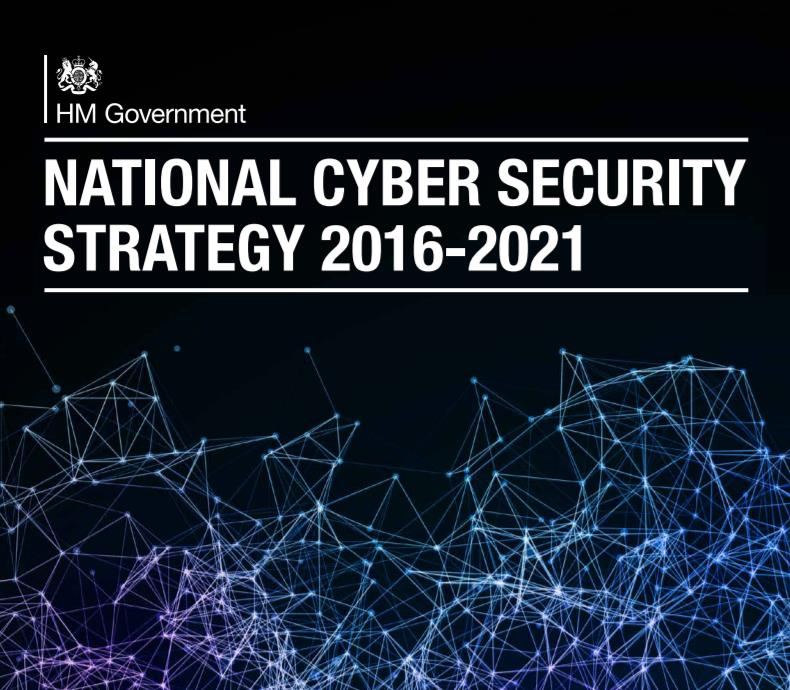 HM Government
NATIONAL CYBER SECURITY
STRATEGY 2016-2021